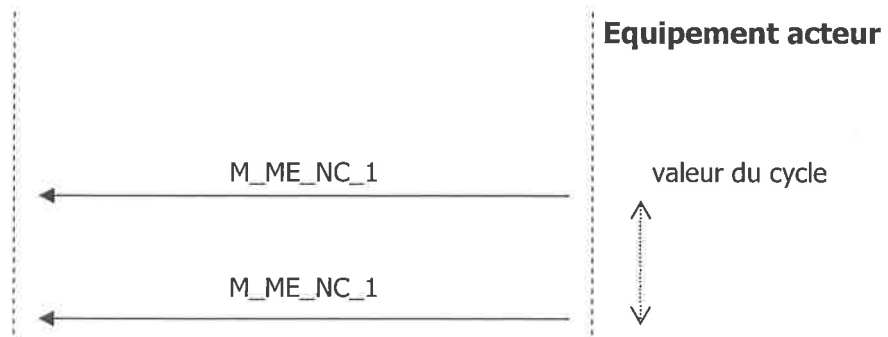 Equipement acteur
M_ME_NC_1
valeur du cycle
M_ME_NC_1